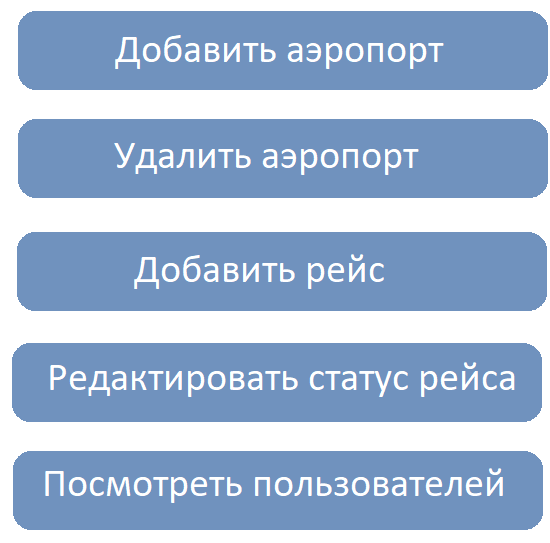 Добавить аэропорт
Удалить аэропорт
Добавить рейс
Редактировать статус рейса
Посмотреть пользователей